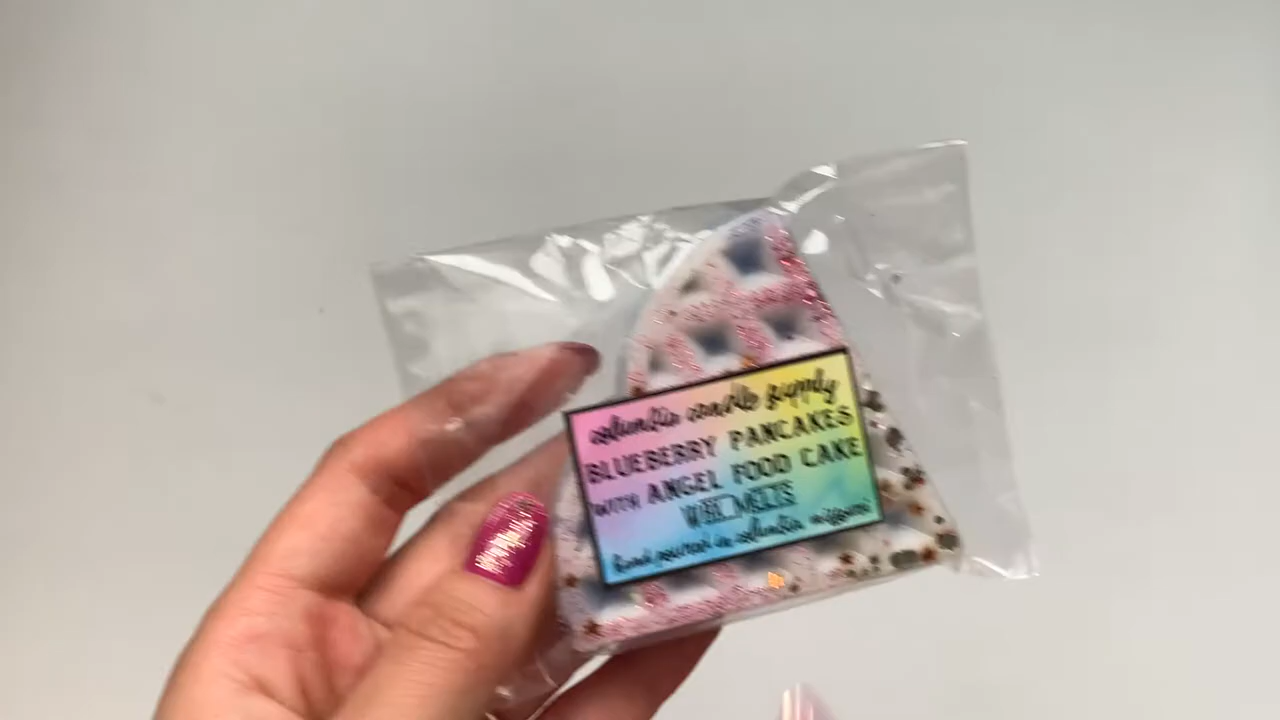 columbia candle supply
BLUEBERRY PANCAKES
WITH ANGEL FOOD CAKE
WAX MELTS
hand poured in columbia missouri